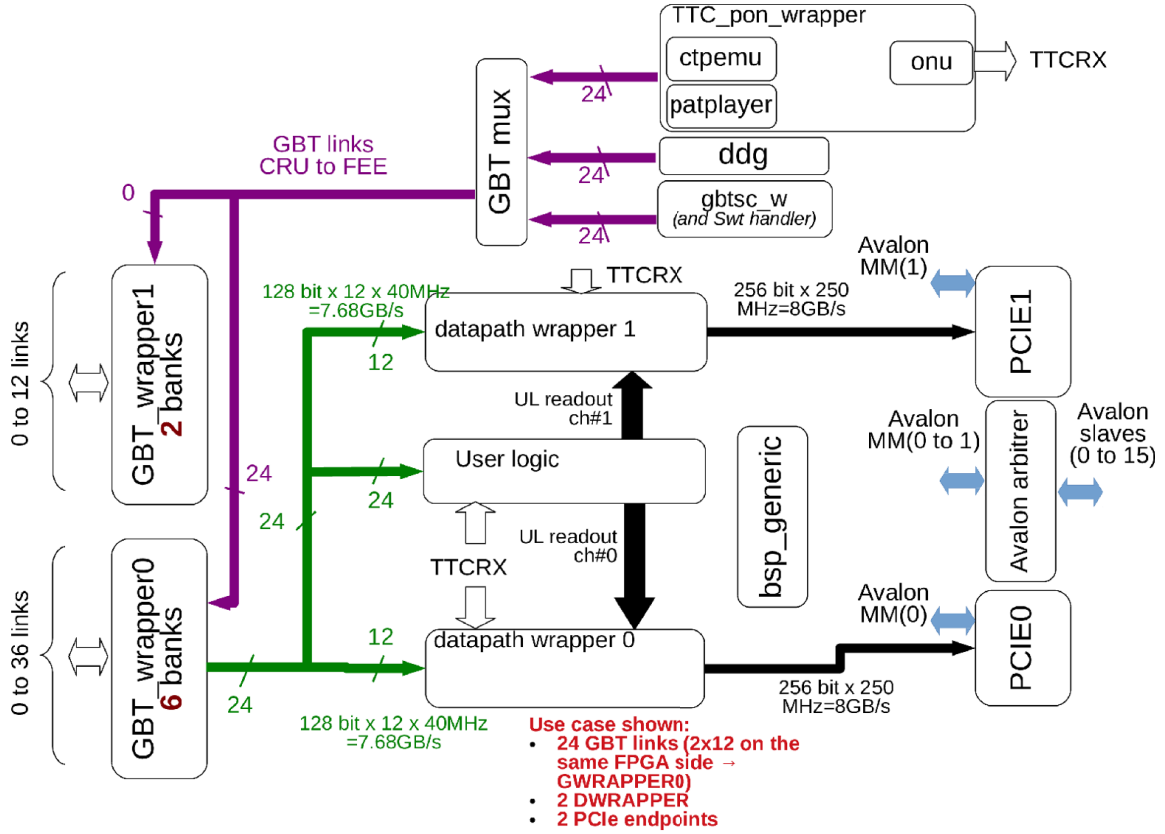 TTC_pon_wrapper
ctpemu
patplayer
onu
TTCRX
24
GBT mux
ddg
24
gbtsc_w
(and Swt handler)
24
GBT links
CRU to FEE
0
24
0 to 12 links
GBT_wrapper1
2 banks
0 to 36 links
GBT_wrapper0
6 banks
128 bit x 12 x 40MHz
=7.68GB/s
12
TTCRX
datapath wrapper 1
256 bit x 250
MHz=8GB/s
Avalon
MM(1)
PCIE1
UL readout
ch#1
User logic
24
24
UL readout
ch#0
TTCRX
bsp_generic
Avalon
MM(0 to 1)
Avalon arbitrer
Avalon
slaves
(0 to 15)
Avalon
MM(0)
PCIE0
12
datapath wrapper 0
24
128 bit x 12 x 40MHz
=7.68GB/s
256 bit x 250
MHz=8GB/s
Use case shown:
• 24 GBT links (2x12 on the
same FPGA side →
GWRAPPER0)
• 2 DWRAPPER
• 2 PCIe endpoints